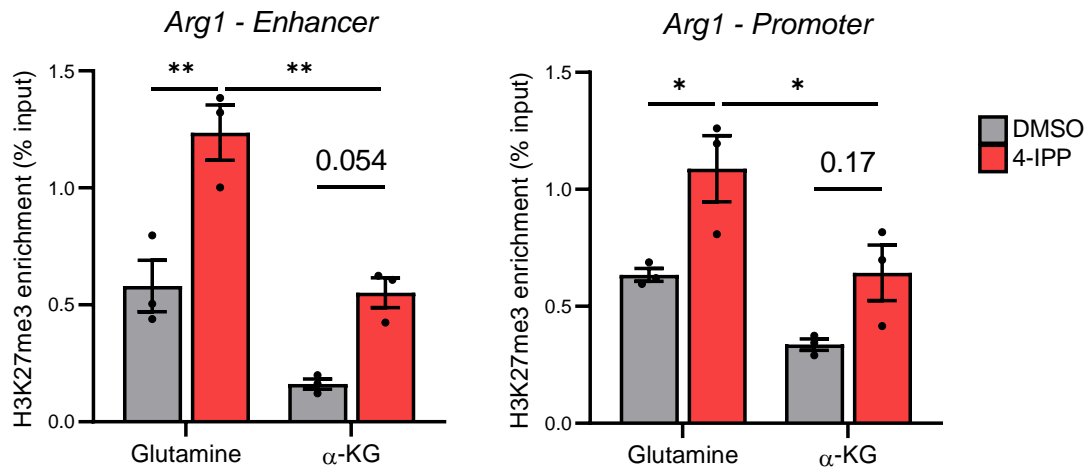 Arg1 - Enhancer
H3K27me3 enrichment (% input)
1.5
1.0
0.5
0.0
**
**
0.054
Glutamine
α-KG
Arg1 - Promoter
H3K27me3 enrichment (% input)
1.5
1.0
0.5
0.0
*
*
0.17
Glutamine
α-KG
DMSO
4-IPP